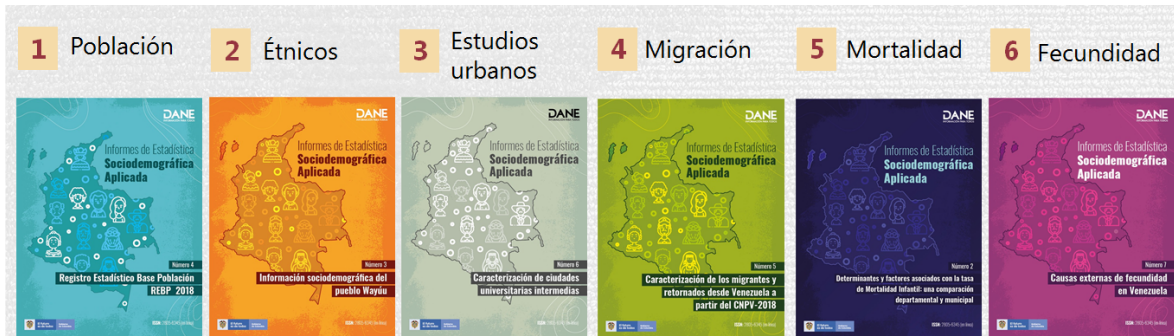 1 Población
2 Étnicos
3 Estudios
urbanos
4 Migración
5 Mortalidad
6 Fecundidad
DANE
Informes de Estadística
Sociodemográfica
Aplicada
Número 4
Registro Estadístico Base Población
REBP 2018
DANE
Informes de Estadística
Sociodemográfica
Aplicada
Número 3
Información sociodemográfica del
pueblo Wayúu
DANE
Informes de Estadística
Sociodemográfica
Aplicada
Número 6
Caracterización de ciudades
universitarias intermedias
DANE
Informes de Estadística
Sociodemográfica
Aplicada
Número 5
Caracterización de los migrantes y
retornados desde Venezuela a
partir del CNPV-2018
DANE
Informes de Estadística
Sociodemográfica
Aplicada
Número 2
Determinantes y factores asociados con la tasa
de Mortalidad Infantil: una comparación
departamental y municipal
DANE
Informes de Estadística
Sociodemográfica
Aplicada
Número 7
Causas externas de fecundidad
en Venezuela